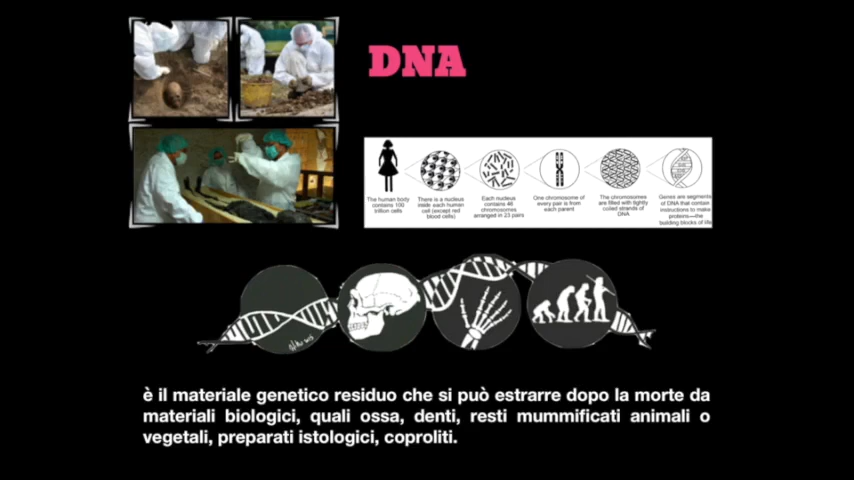 DNA
The human body
contains 100
trillion cells
There is a nucleus
inside each human
cell (except red
blood cells)
Each nucleus
contains 46
chromosomes
arranged in 23 pairs
One chromosome of
every pair is from
each parent
The chromosomes
are filled with tightly
coiled strands of
DNA
Genes are segments
of DNA that contain
instructions to make
proteins—the
building blocks of life
è il materiale genetico residuo che si può estrarre dopo la morte da
materiali biologici, quali ossa, denti, resti mummificati animali o
vegetali, preparati istologici, coproliti.